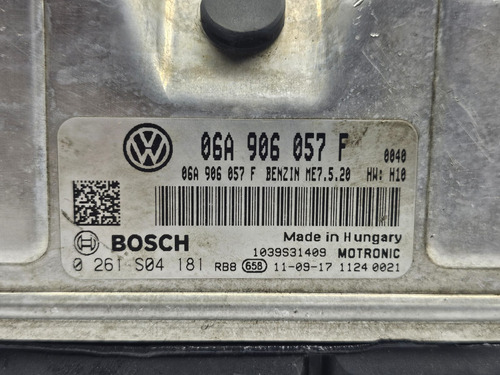 06A 906 057 F 0040
06A 906 057 F BENZIN ME7.5.20 HW: H10
Made in Hungary
BOSCH 1039S31409 MOTRONIC
0 261 S04 181 RB8 658 11-09-17 1124 0021